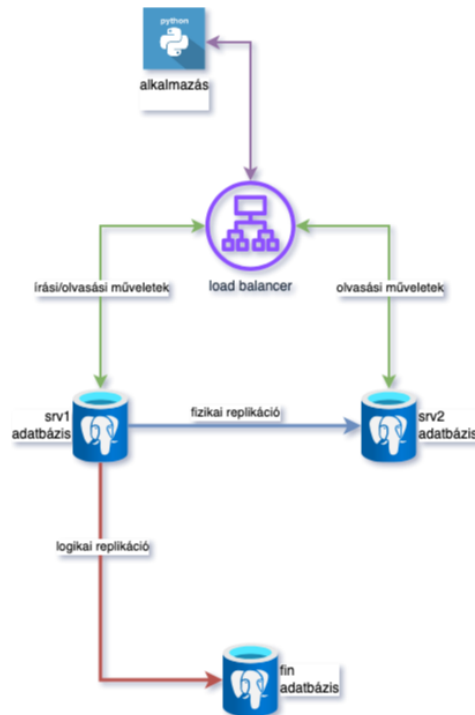 python
alkalmazás
load balancer
írási/olvasási műveletek
olvasási műveletek
srv1
adatbázis
fizikai replikáció
srv2
adatbázis
logikai replikáció
fin
adatbázis